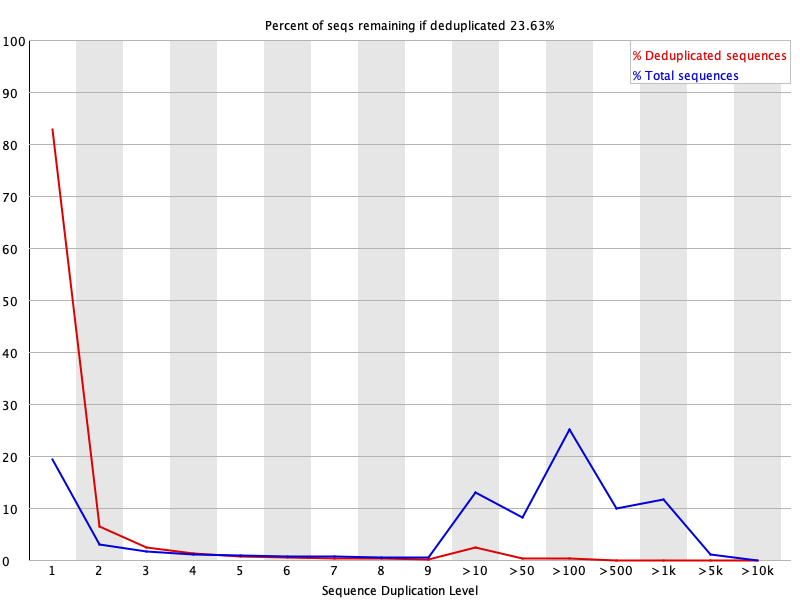 Percent of seqs remaining if deduplicated 23.63%
% Deduplicated sequences
% Total sequences
100
90
80
70
60
50
40
30
20
10
0
1 2 3 4 5 6 7 8 9 >10 >50 >100 >500 >1k >5k >10k
Sequence Duplication Level